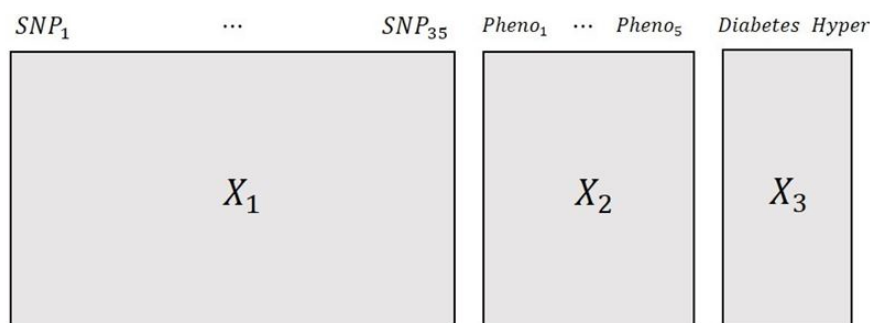 SNP₁ ⋯ SNP₃₅ Pheno₁ ⋯ Pheno₅ Diabetes Hyper
X₁ X₂ X₃